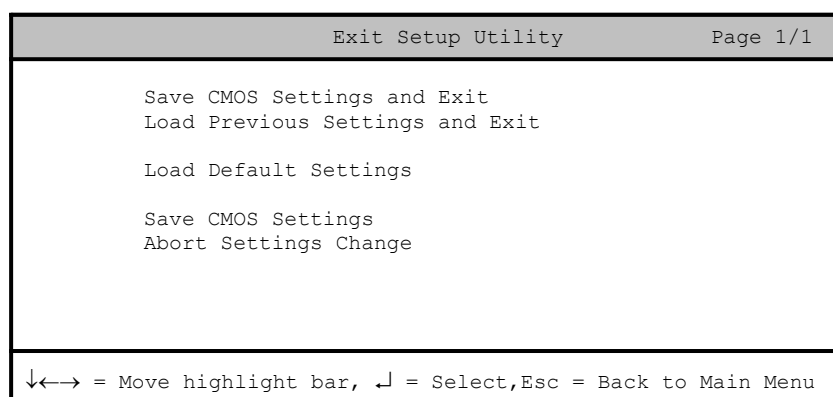 Exit Setup Utility Page 1/1
Save CMOS Settings and Exit
Load Previous Settings and Exit
Load Default Settings
Save CMOS Settings
Abort Settings Change
↓←→ = Move highlight bar, ↵ = Select,Esc = Back to Main Menu